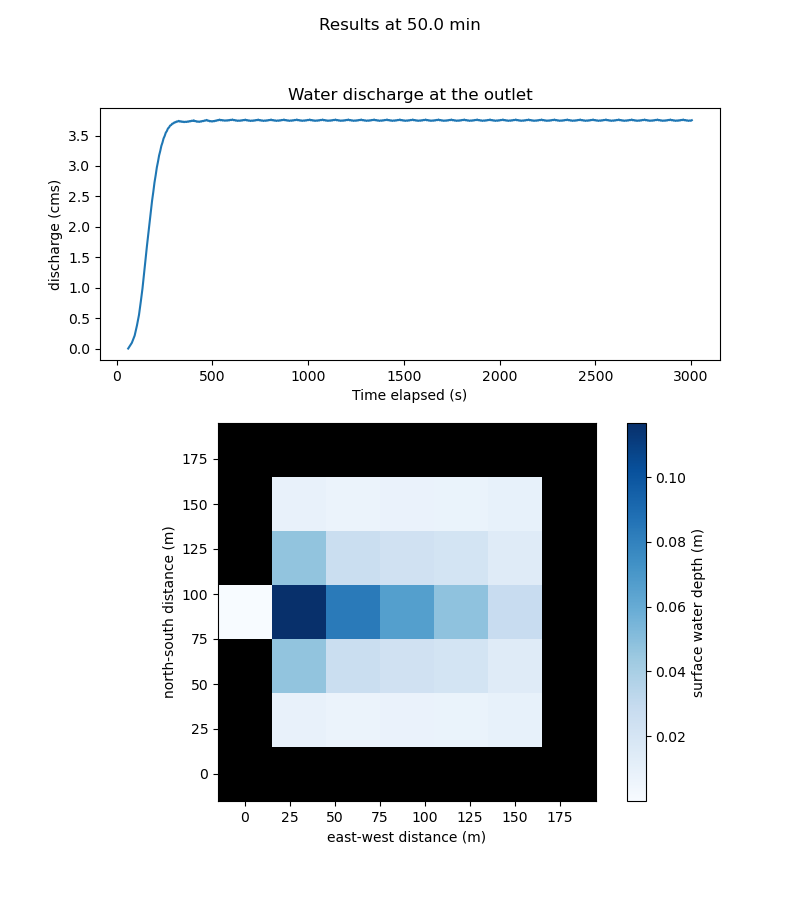 Results at 50.0 min
Water discharge at the outlet
discharge (cms)
3.5
3.0
2.5
2.0
1.5
1.0
0.5
0.0
0 500 1000 1500 2000 2500 3000
Time elapsed (s)
north-south distance (m)
175
150
125
100
75
50
25
0
0 25 50 75 100 125 150 175
east-west distance (m)
0.10
0.08
0.06
0.04
0.02
surface water depth (m)